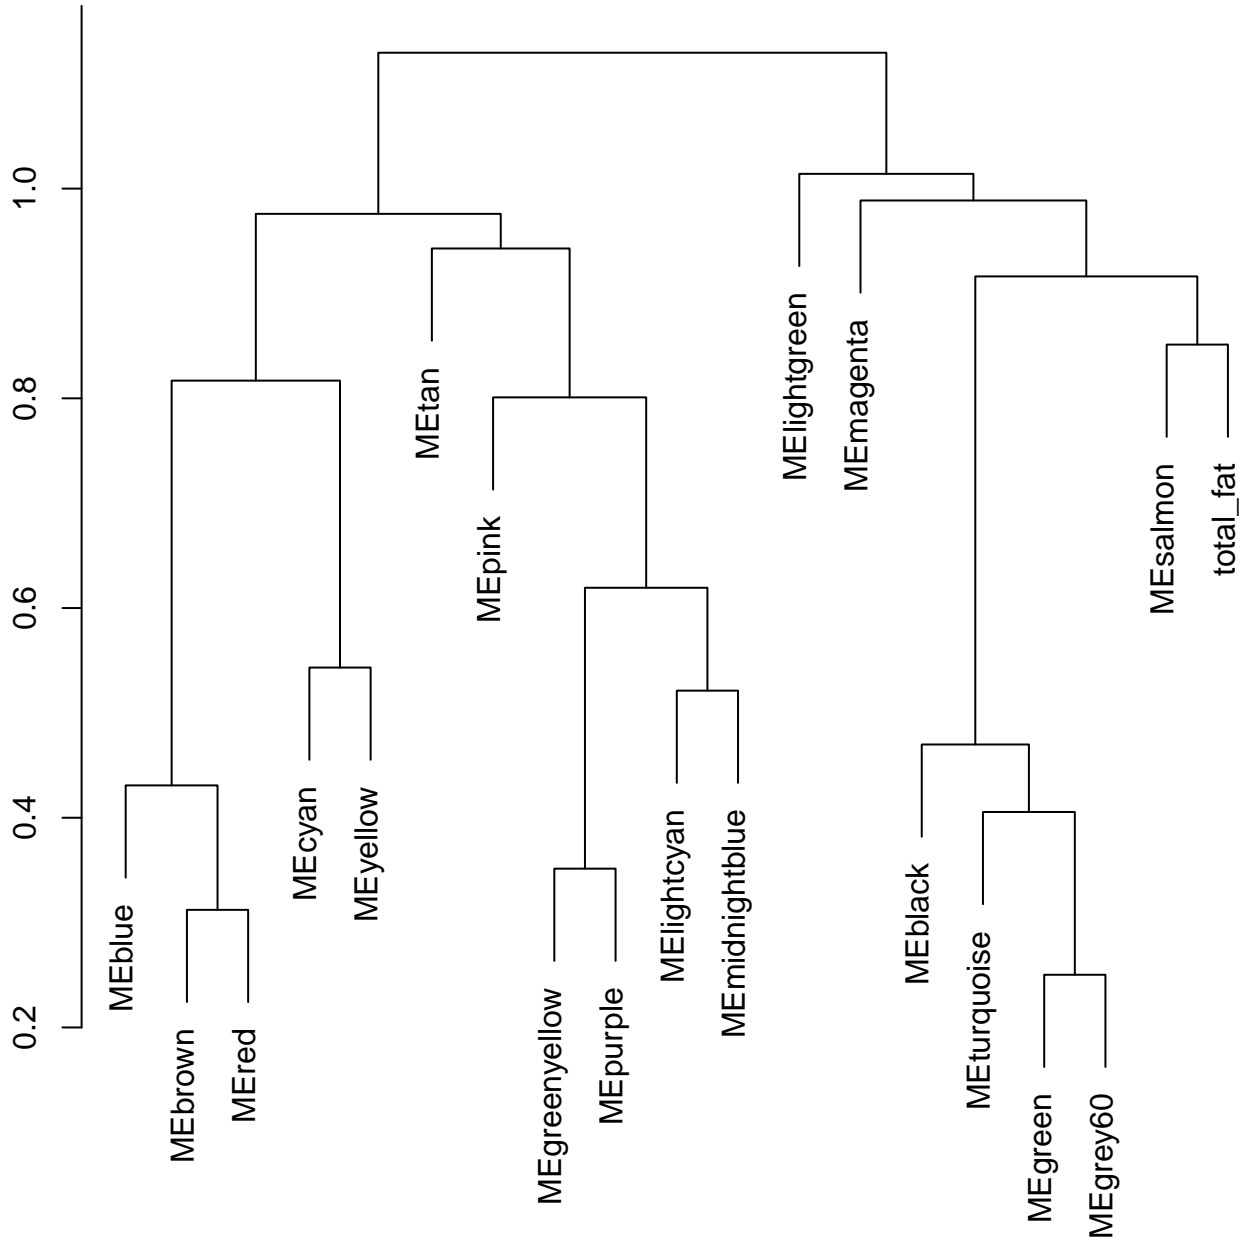 1.0
0.8
0.6
0.4
0.2
MEblue
MEbrown
MEred
MEcyan
MEyellow
MEtan
MEpink
MEgreenyellow
MEpurple
MElightcyan
MEmidnightblue
MElightgreen
MEmagenta
MEblack
MEturquoise
MEgreen
MEgrey60
MEsalmon
total_fat